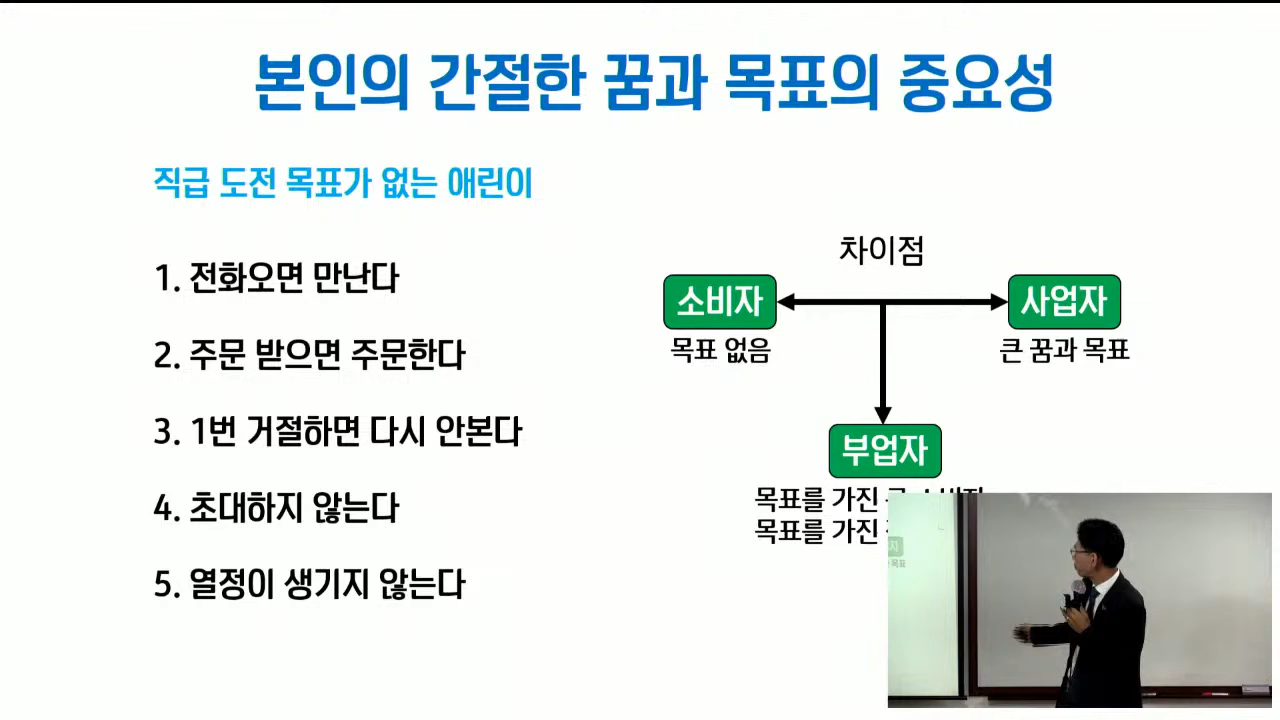 본인의 간절한 꿈과 목표의 중요성
직급 도전 목표가 없는 애린이
1. 전화오면 만난다
2. 주문 받으면 주문한다
3. 1번 거절하면 다시 안본다
4. 초대하지 않는다
5. 열정이 생기지 않는다
차이점
소비자
사업자
목표 없음
큰 꿈과 목표
부업자
목표를 가진
목표를 가진
목표